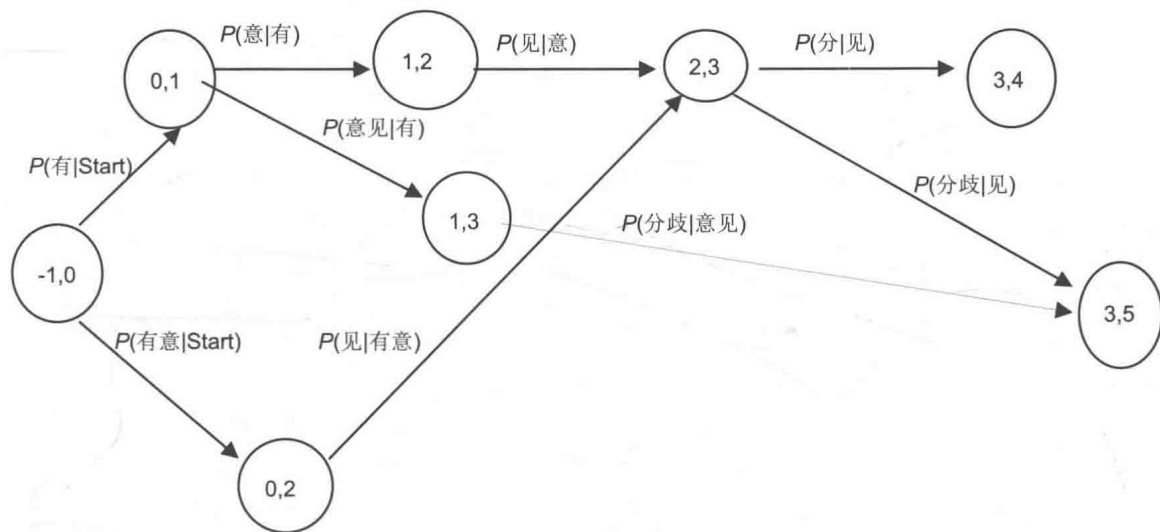 P(意|有)
P(见|意)
P(分|见)
0,1
1,2
2,3
3,4
P(意见|有)
P(有|Start)
P(分歧|见)
1,3
P(分歧|意见)
-1,0
3,5
P(有意|Start)
P(见|有意)
0,2